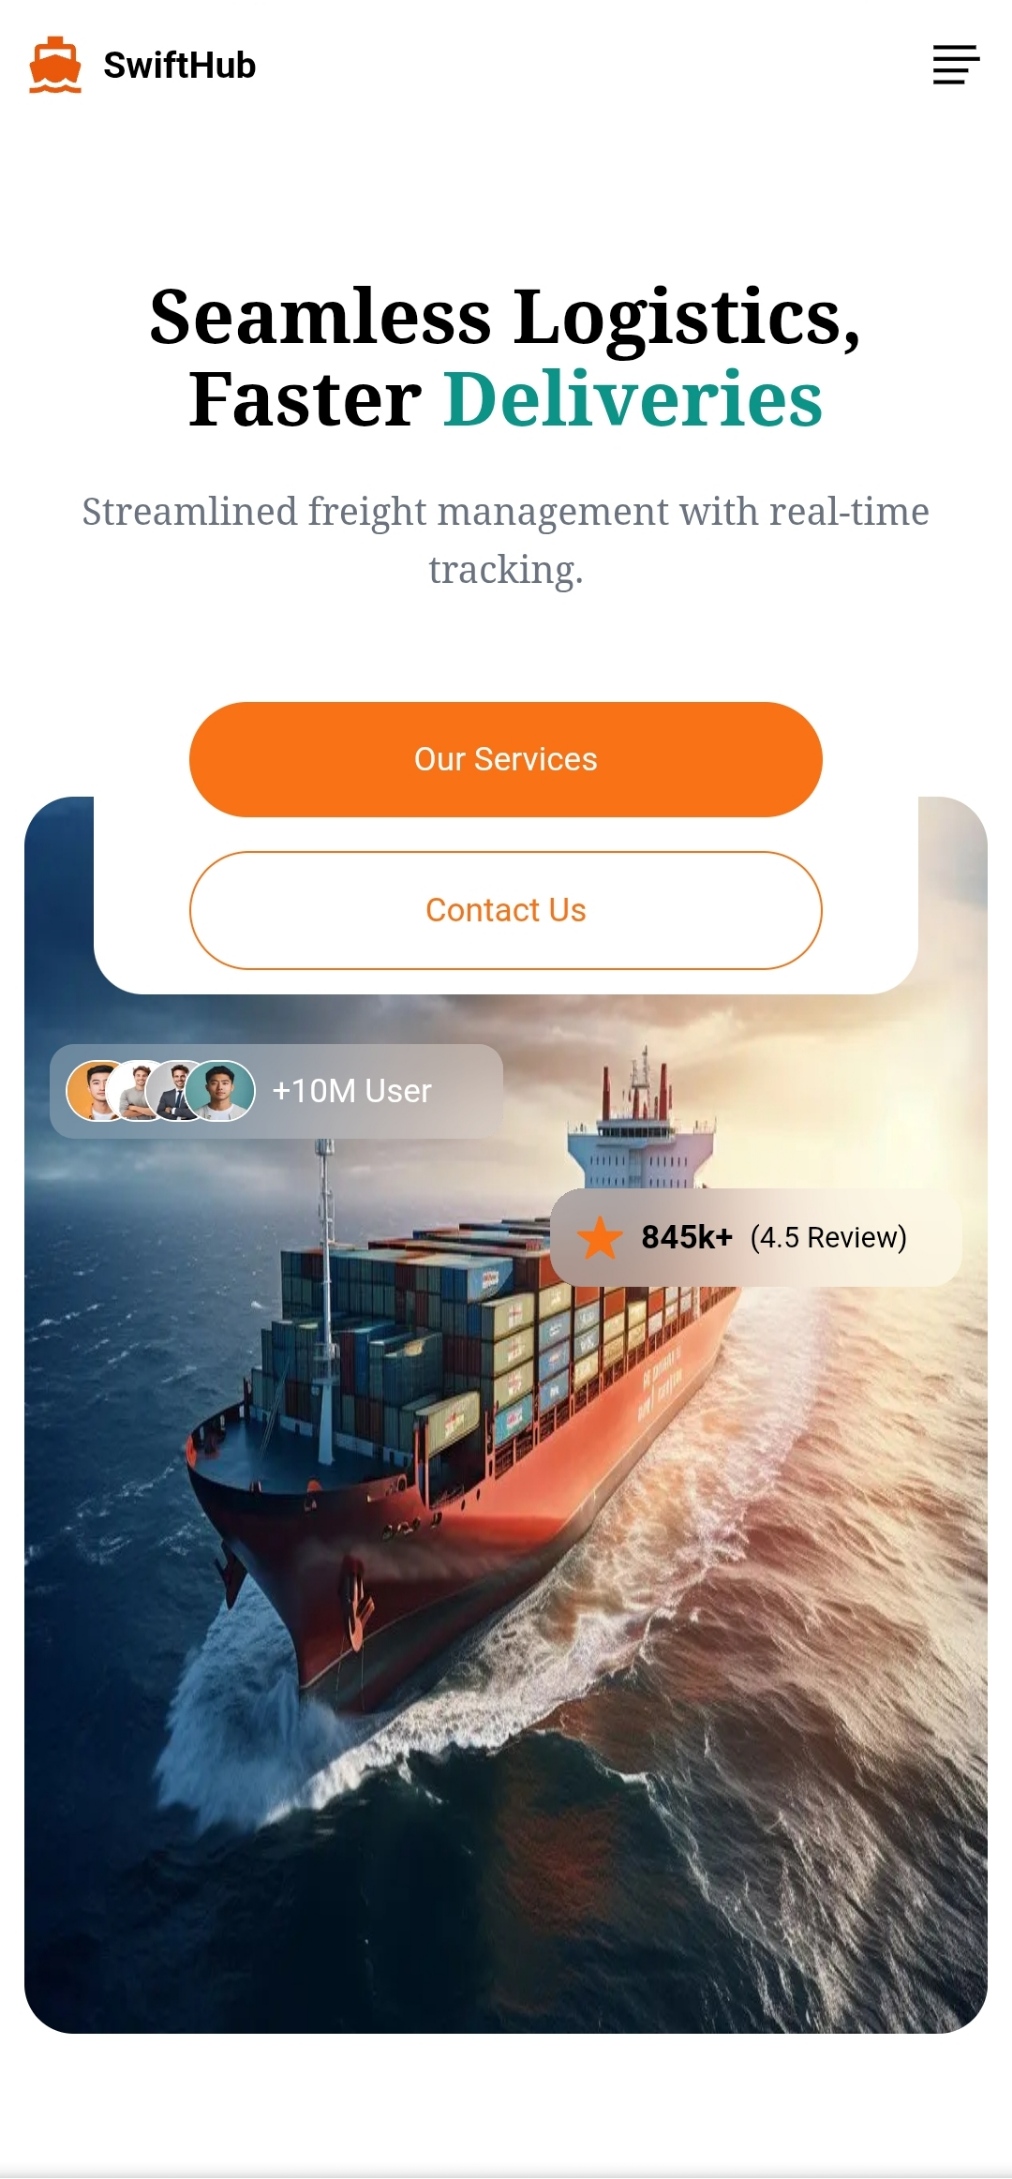 SwiftHub
Seamless Logistics,
Faster Deliveries
Streamlined freight management with real-time
tracking.
Our Services
Contact Us
+10M User
845k+ (4.5 Review)